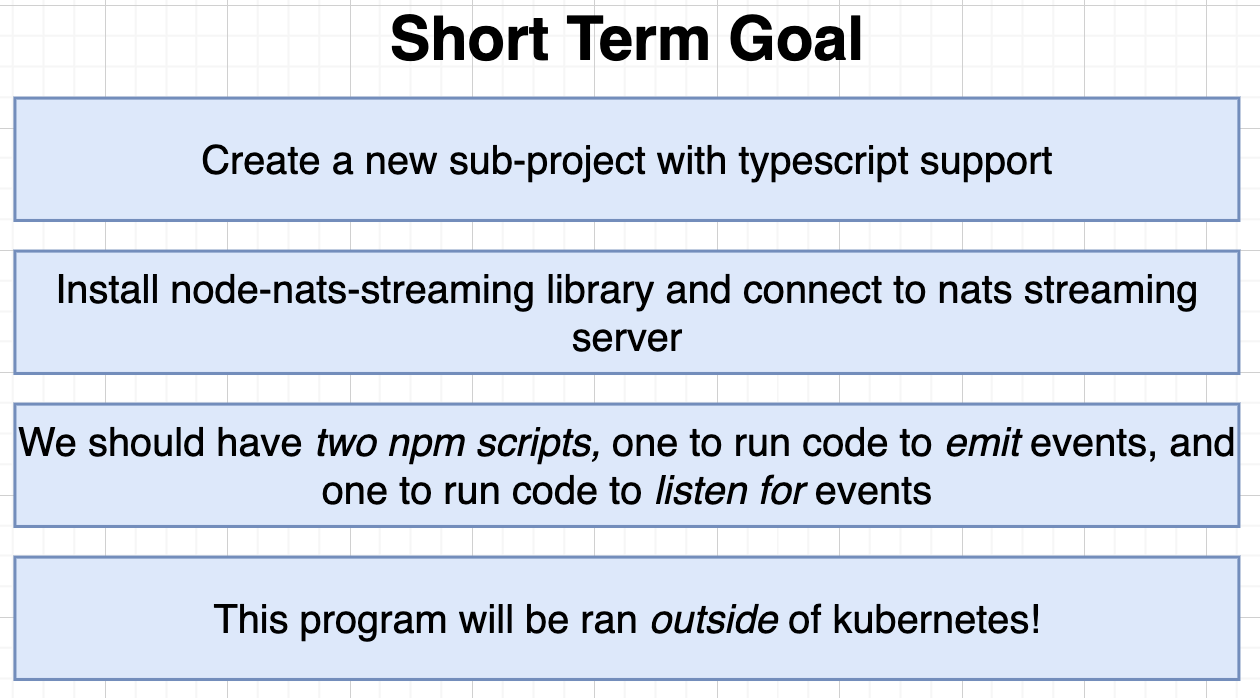 Short Term Goal
Create a new sub-project with typescript support
Install node-nats-streaming library and connect to nats streaming
server
We should have two npm scripts, one to run code to emit events, and
one to run code to listen for events
This program will be ran outside of kubernetes!